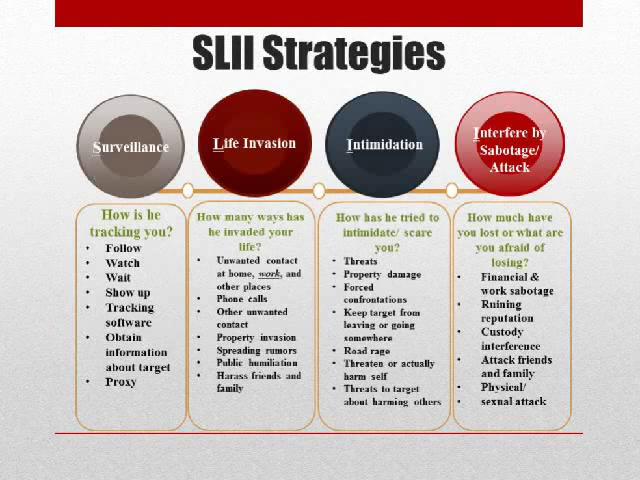 SLII Strategies
Surveillance
Life Invasion
Intimidation
Interfere by
Sabotage/
Attack
How is he
tracking you?
• Follow
• Watch
• Wait
• Show up
• Tracking
software
• Obtain
information
about target
• Proxy
How many ways has
he invaded your
life?
• Unwanted contact
at home, work, and
other places
• Phone calls
• Other unwanted
contact
• Property invasion
• Spreading rumors
• Public humiliation
• Harass friends and
family
How has he tried to
intimidate/ scare
you?
• Threats
• Property damage
• Forced
confrontations
• Keep target from
leaving or going
somewhere
• Road rage
• Threaten or actually
harm self
• Threats to target
about harming others
How much have
you lost or what are
you afraid of
losing?
• Financial &
work sabotage
• Ruining
reputation
• Custody
interference
• Attack friends
and family
• Physical/
• sexual attack